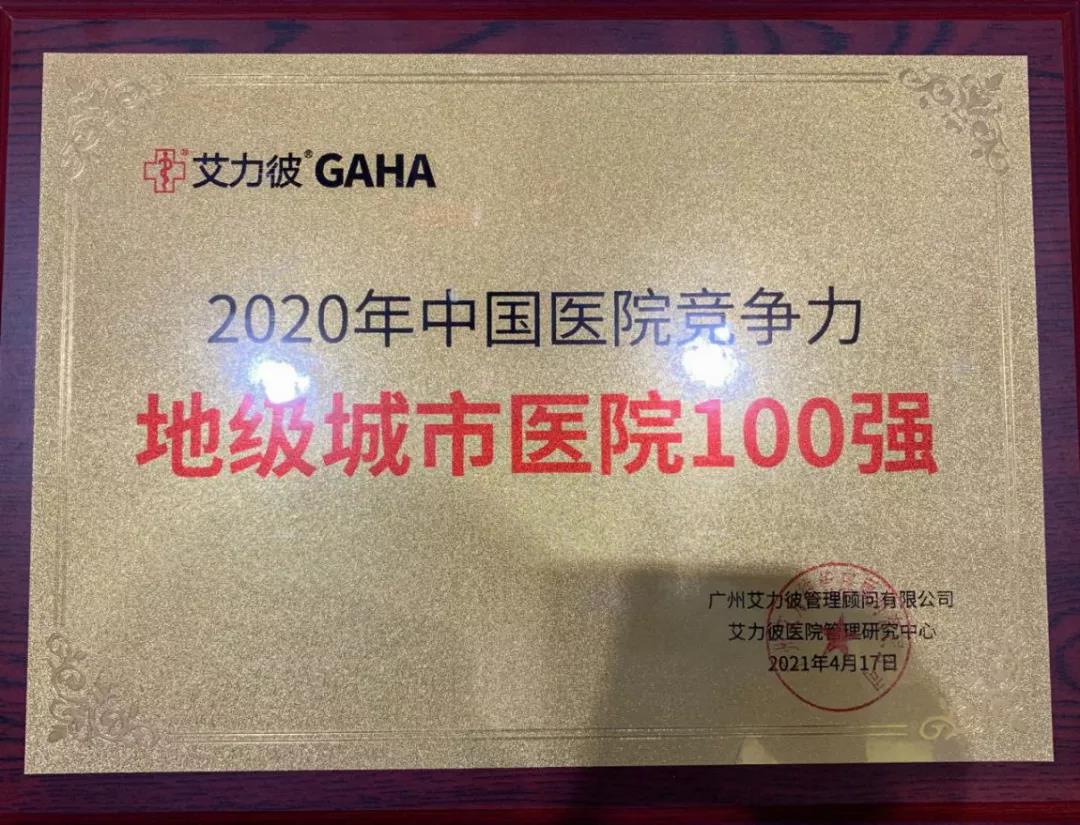 艾力彼® GAHA
2020年中国医院竞争力
地级城市医院100强
广州艾力彼管理顾问有限公司
艾力彼医院管理研究中心
2021年4月17日